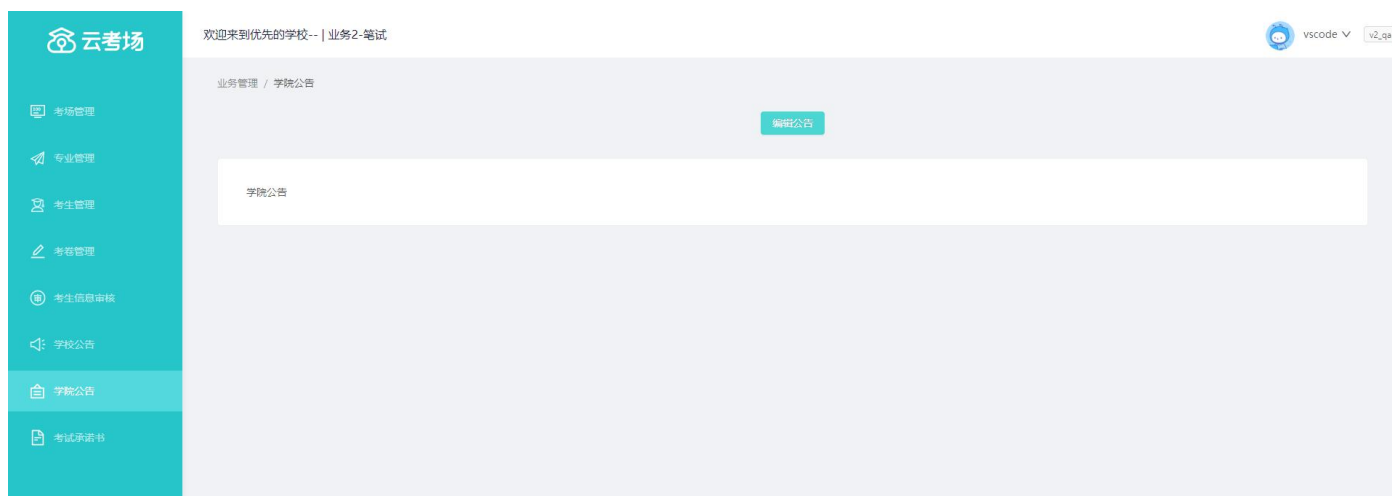 云考场
欢迎来到优先的学校-- | 业务2-笔试
vscode
v2_qa
业务管理 / 学院公告
编辑公告
学院公告
考场管理
专业管理
考生管理
考卷管理
审 考生信息审核
学校公告
学院公告
考试承诺书